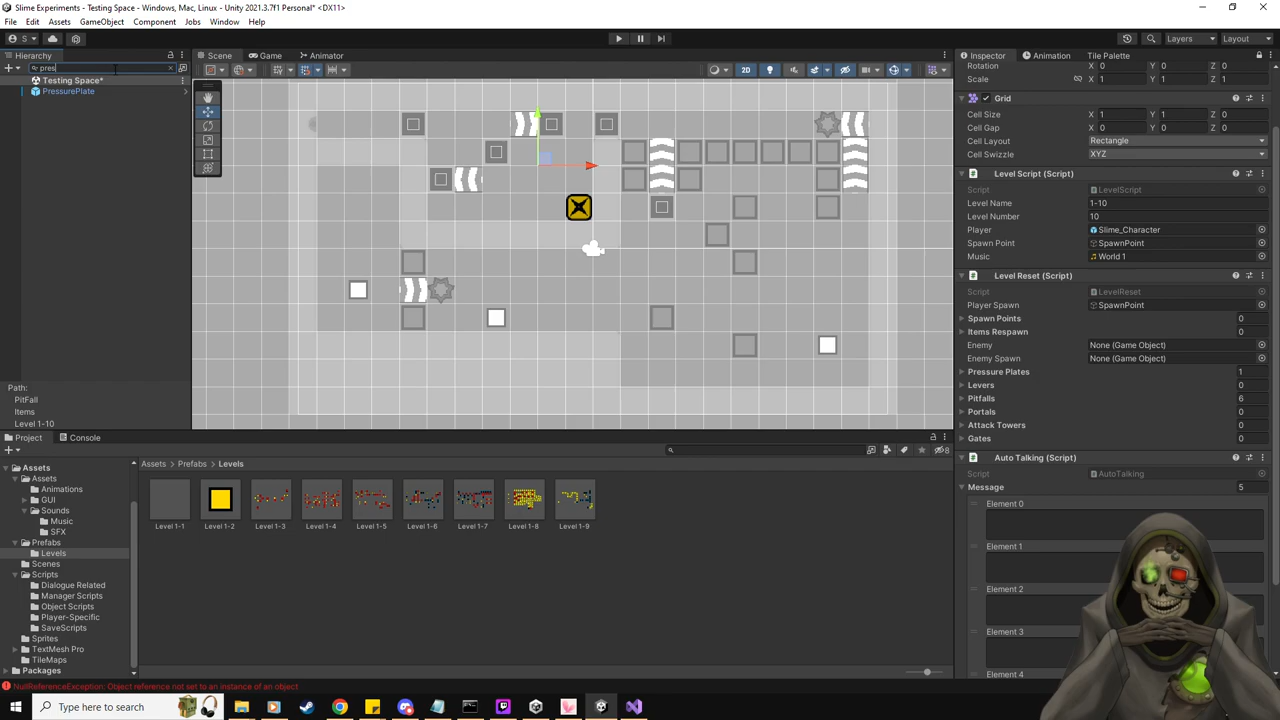 Slime Experiments - Testing Space - Windows, Mac, Linux - Unity 2021.3.7f1 Personal* <DX11>
File Edit Assets GameObject Component Jobs Window Help
S
Layers Layout
Hierarchy
pres
Testing Space*
PressurePlate
Path:
PitFall
Items
Level 1-10
Scene Game Animator
2D
Inspector Animation Tile Palette
Rotation X 0 Y 0 Z 0
Scale X 1 Y 1 Z 1
Grid
Cell Size X 1 Y 1 Z 1
Cell Gap X 0 Y 0 Z 0
Cell Layout Rectangle
Cell Swizzle XYZ
Level Script (Script)
Script LevelScript
Level Name 1-10
Level Number 10
Player Slime_Character
Spawn Point SpawnPoint
Music World 1
Level Reset (Script)
Script LevelReset
Player Spawn SpawnPoint
Spawn Points 0
Items Respawn 0
Enemy None (Game Object)
Enemy Spawn None (Game Object)
Pressure Plates 1
Levers 0
Pitfalls 6
Portals 0
Attack Towers 0
Gates 0
Auto Talking (Script)
Script AutoTalking
Message 5
Element 0
Element 1
Element 2
Element 3
Element 4
Project Console
8
Assets
Assets
Animations
GUI
Sounds
Music
SFX
Prefabs
Levels
Scenes
Scripts
Dialogue Related
Manager Scripts
Object Scripts
Player-Specific
SaveScripts
Sprites
TextMesh Pro
TileMaps
Packages
Assets > Prefabs > Levels
Level 1-1 Level 1-2 Level 1-3 Level 1-4 Level 1-5 Level 1-6 Level 1-7 Level 1-8 Level 1-9
NullReferenceException: Object reference not set to an instance of an object
Type here to search